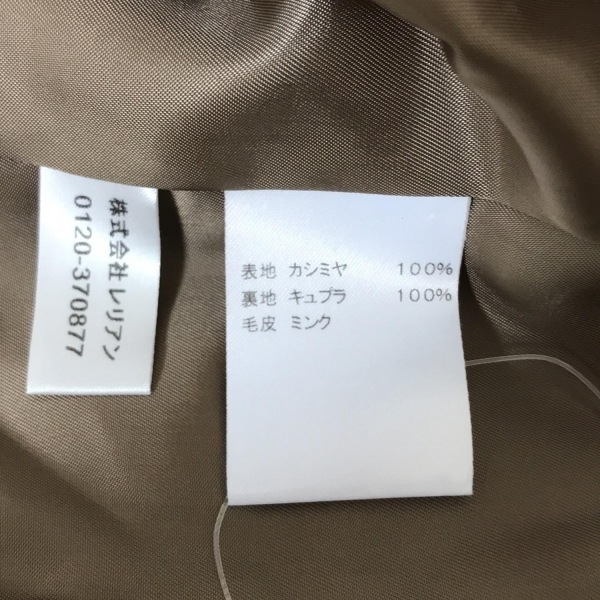 株式会社 レリアン
0120-370877
表地 カシミヤ 100%
裏地 キュプラ 100%
毛皮 ミンク